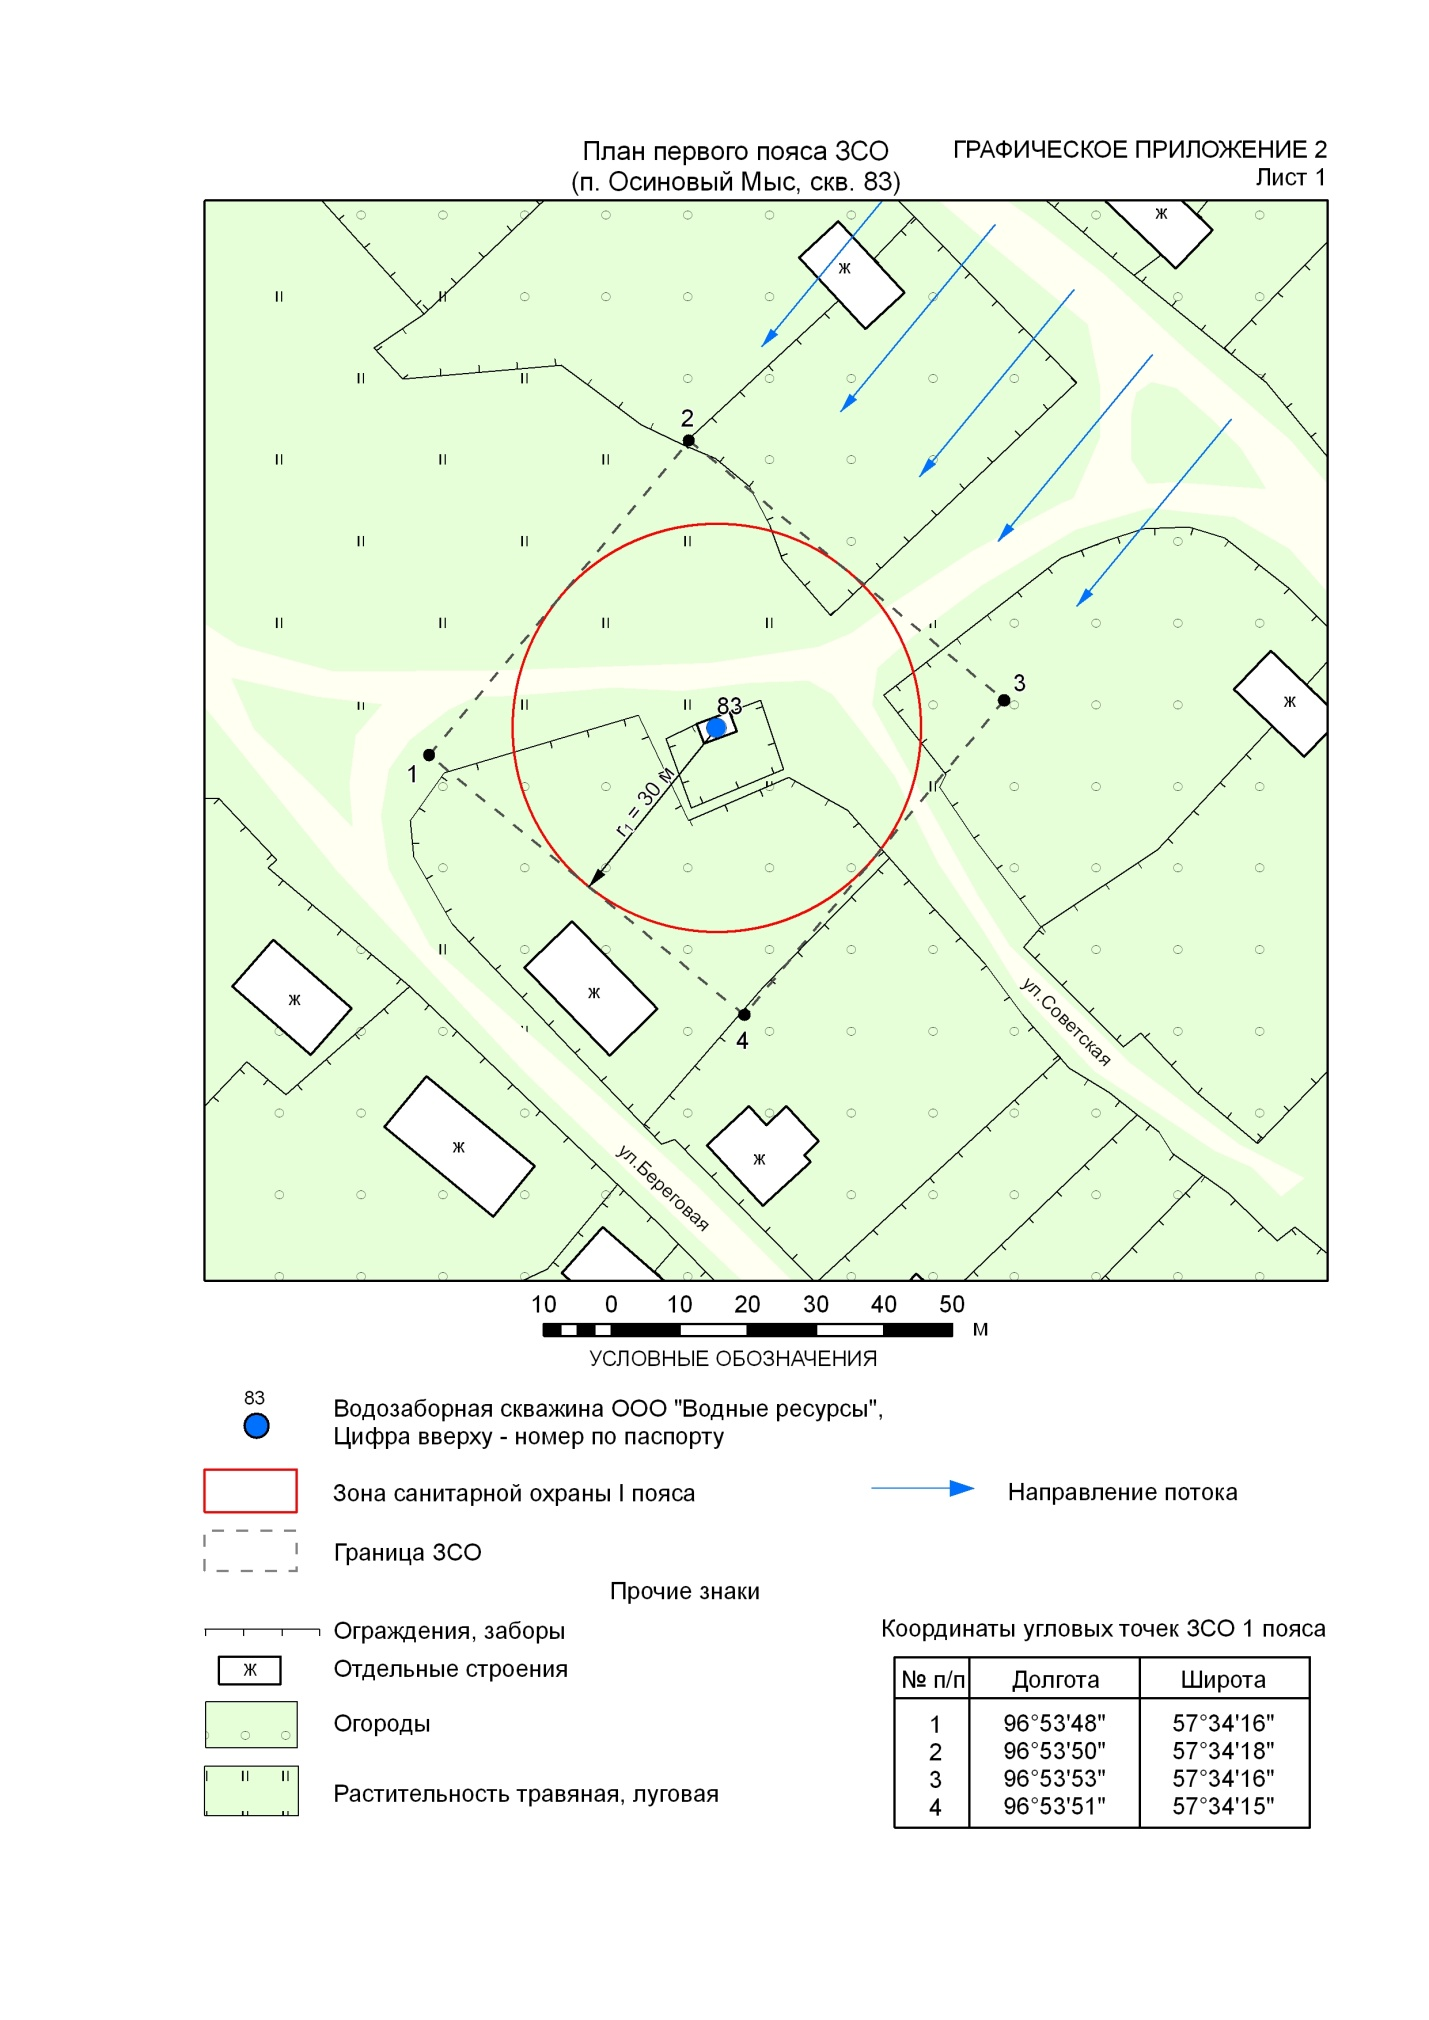 План первого пояса ЗСО
(п. Осиновый Мыс, скв. 83)
ГРАФИЧЕСКОЕ ПРИЛОЖЕНИЕ 2
Лист 1
ж
ж
2
3
ж
83
1
r1 = 30 м
ж
ж
4
ул.Советская
ж
ж
ул.Береговая
10 0 10 20 30 40 50
м
УСЛОВНЫЕ ОБОЗНАЧЕНИЯ
83
Водозаборная скважина ООО "Водные ресурсы",
Цифра вверху - номер по паспорту
Зона санитарной охраны I пояса
Направление потока
Граница ЗСО
Прочие знаки
Ограждения, заборы
ж
Отдельные строения
Огороды
Растительность травяная, луговая
Координаты угловых точек ЗСО 1 пояса
№ п/п Долгота Широта
1 96°53'48" 57°34'16"
2 96°53'50" 57°34'18"
3 96°53'53" 57°34'16"
4 96°53'51" 57°34'15"